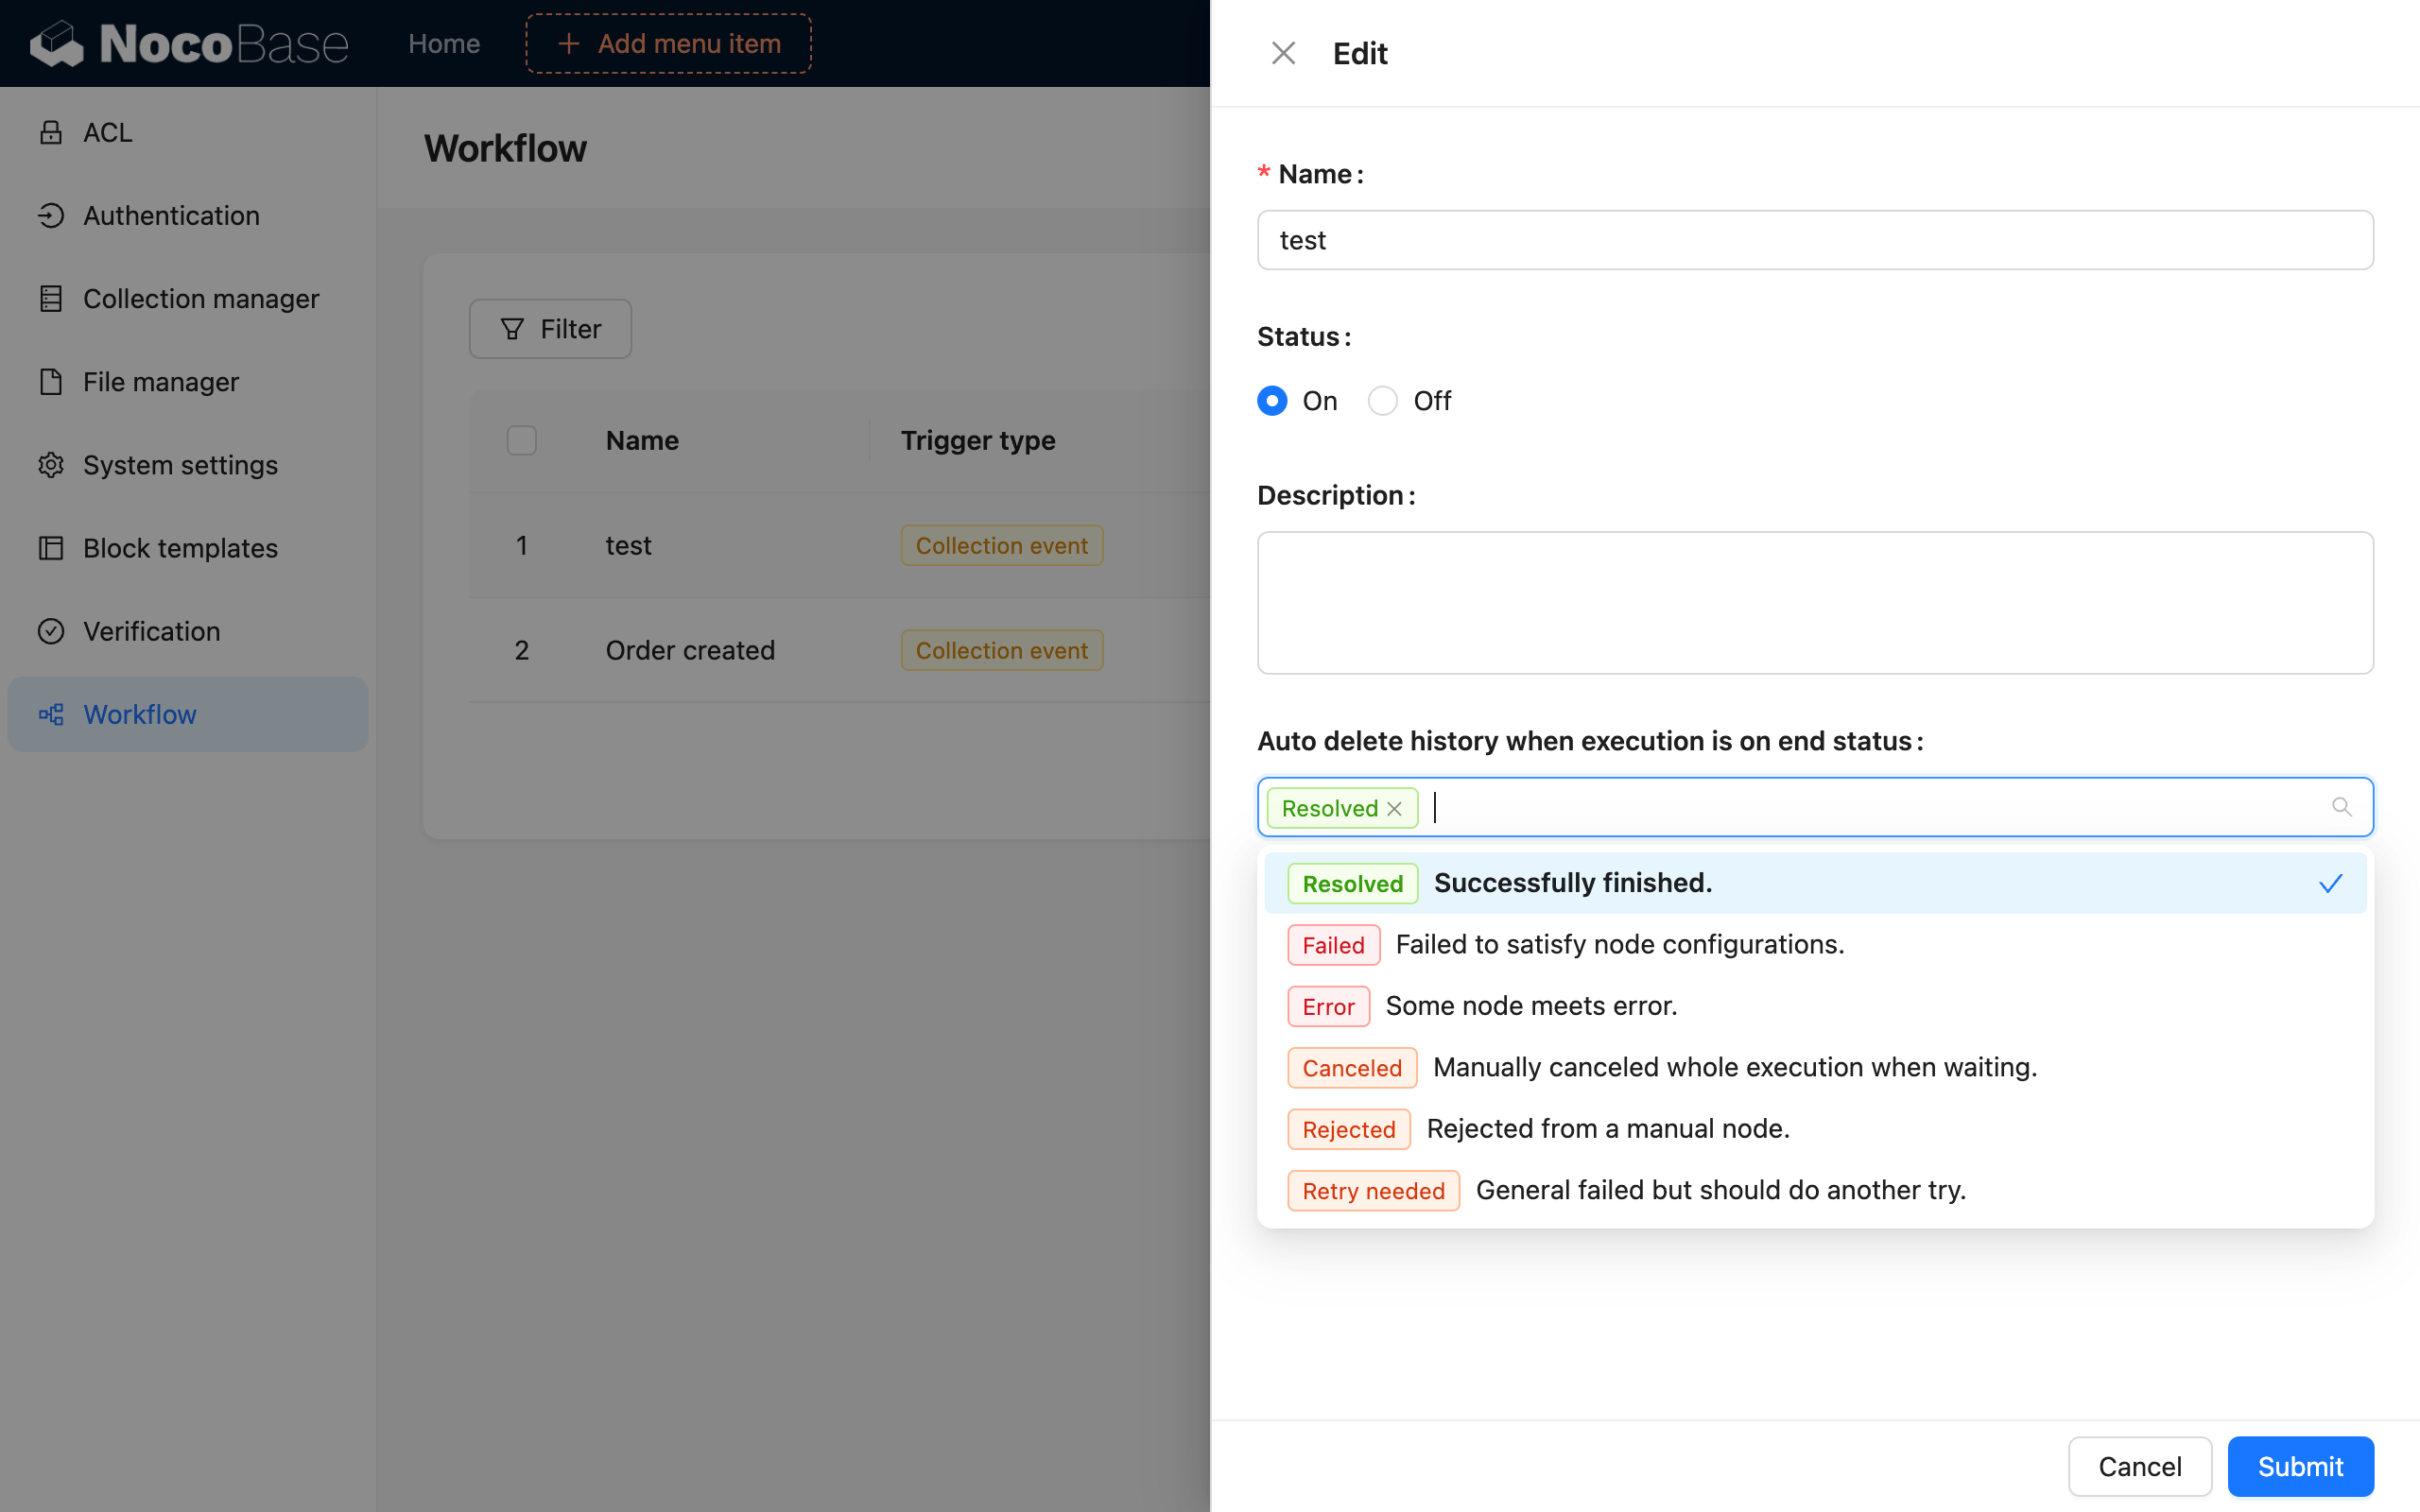 NocoBase
Home
Add menu item
ACL
Authentication
Collection manager
File manager
System settings
Block templates
Verification
Workflow
Workflow
Filter
Name Trigger type
1 test Collection event
2 Order created Collection event
Edit
* Name:
test
Status:
On Off
Description:
Auto delete history when execution is on end status:
Resolved
Resolved Successfully finished.
Failed Failed to satisfy node configurations.
Error Some node meets error.
Canceled Manually canceled whole execution when waiting.
Rejected Rejected from a manual node.
Retry needed General failed but should do another try.
Cancel Submit